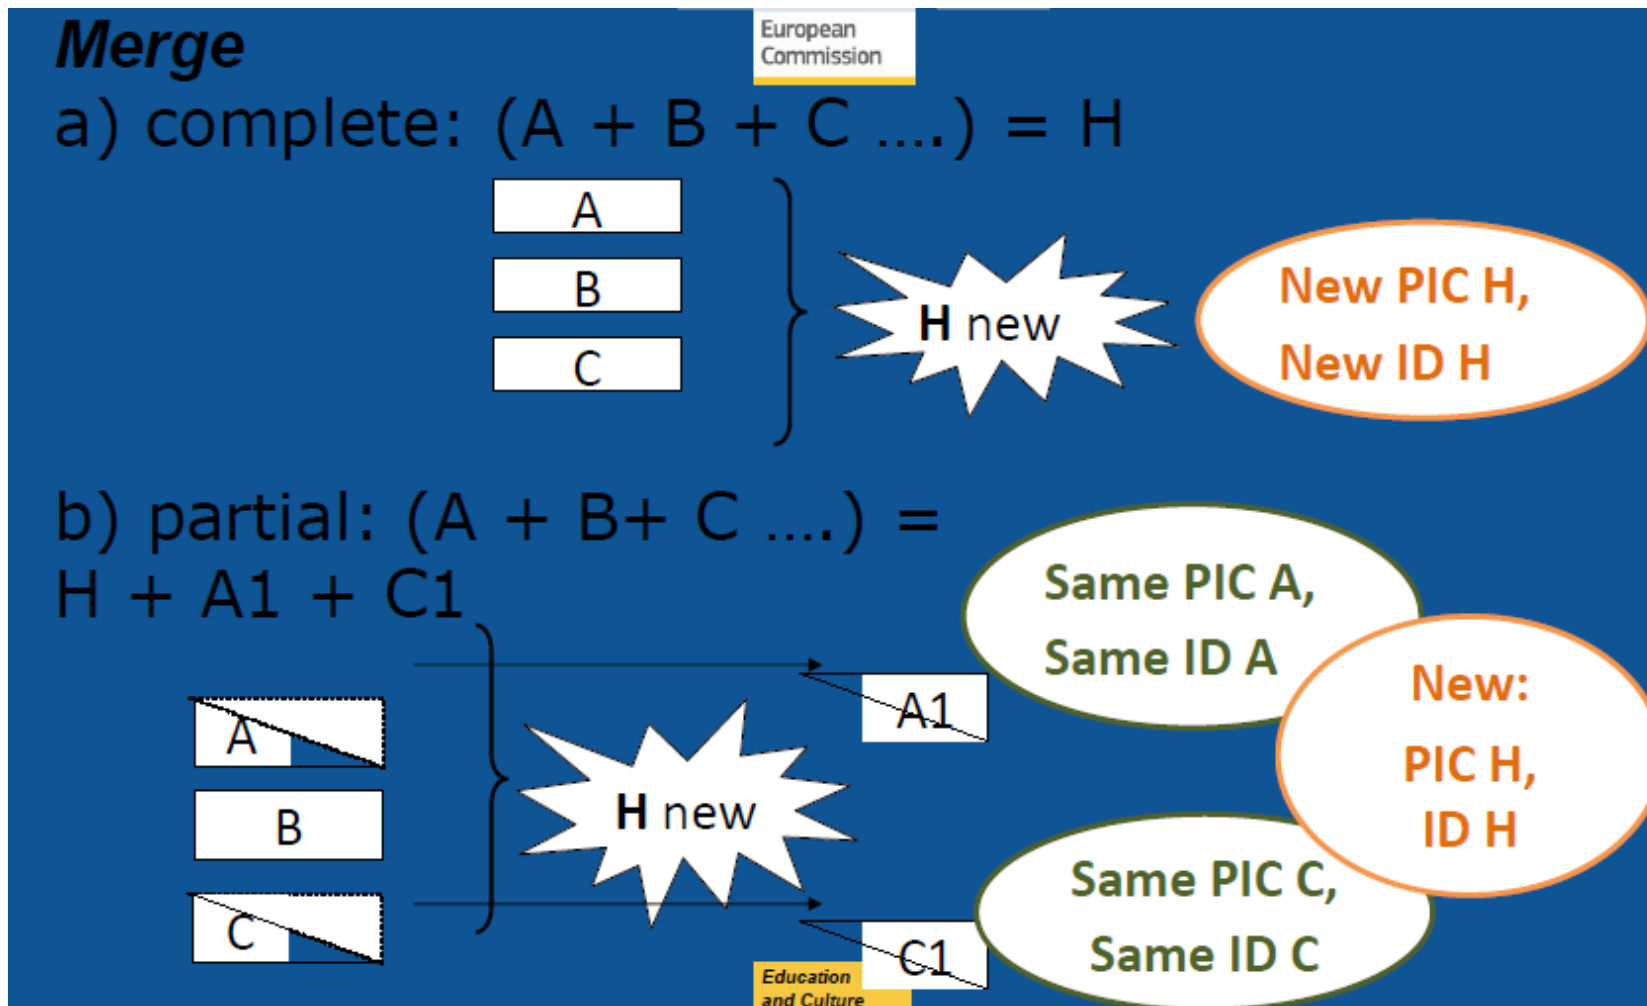 Merge
European
Commission
a) complete: (A + B + C ....) = H
A
B
C
H new
New PIC H,
New ID H
b) partial: (A + B+ C ....) =
H + A1 + C1
A
B
C
H new
A1
C1
Same PIC A,
Same ID A
New:
PIC H,
ID H
Same PIC C,
Same ID C
Education
and Culture